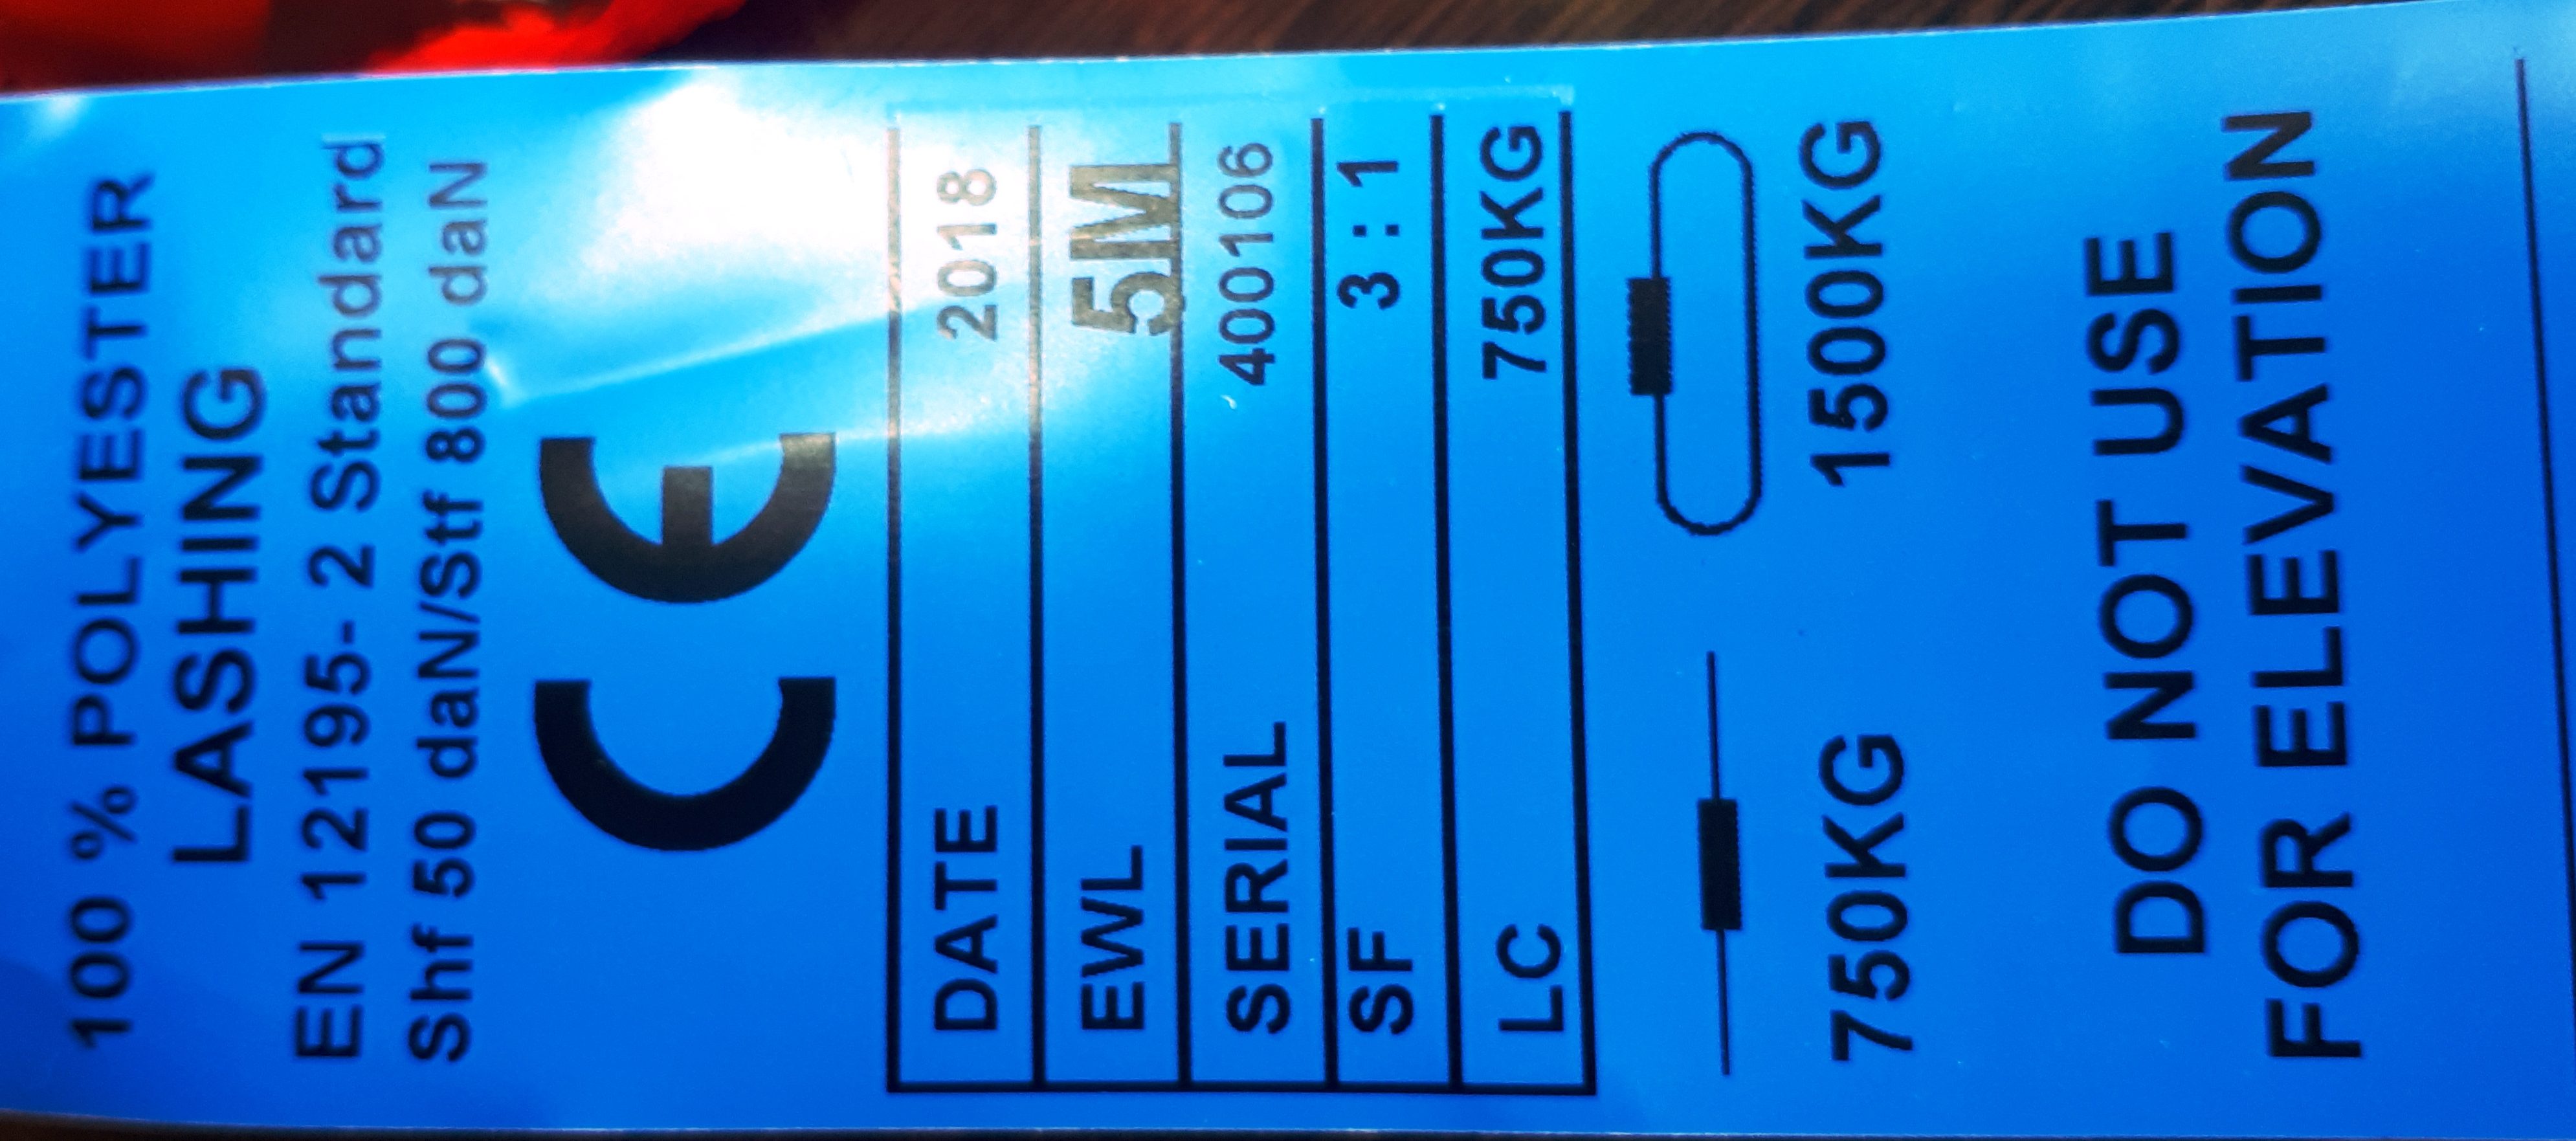 100 % POLYESTER
LASHING
EN 12195- 2 Standard
Shf 50 daN/Stf 800 daN
CE
DATE 2018
EWL 5M
SERIAL 400106
SF 3 : 1
LC 750KG
750KG 1500KG
DO NOT USE
FOR ELEVATION